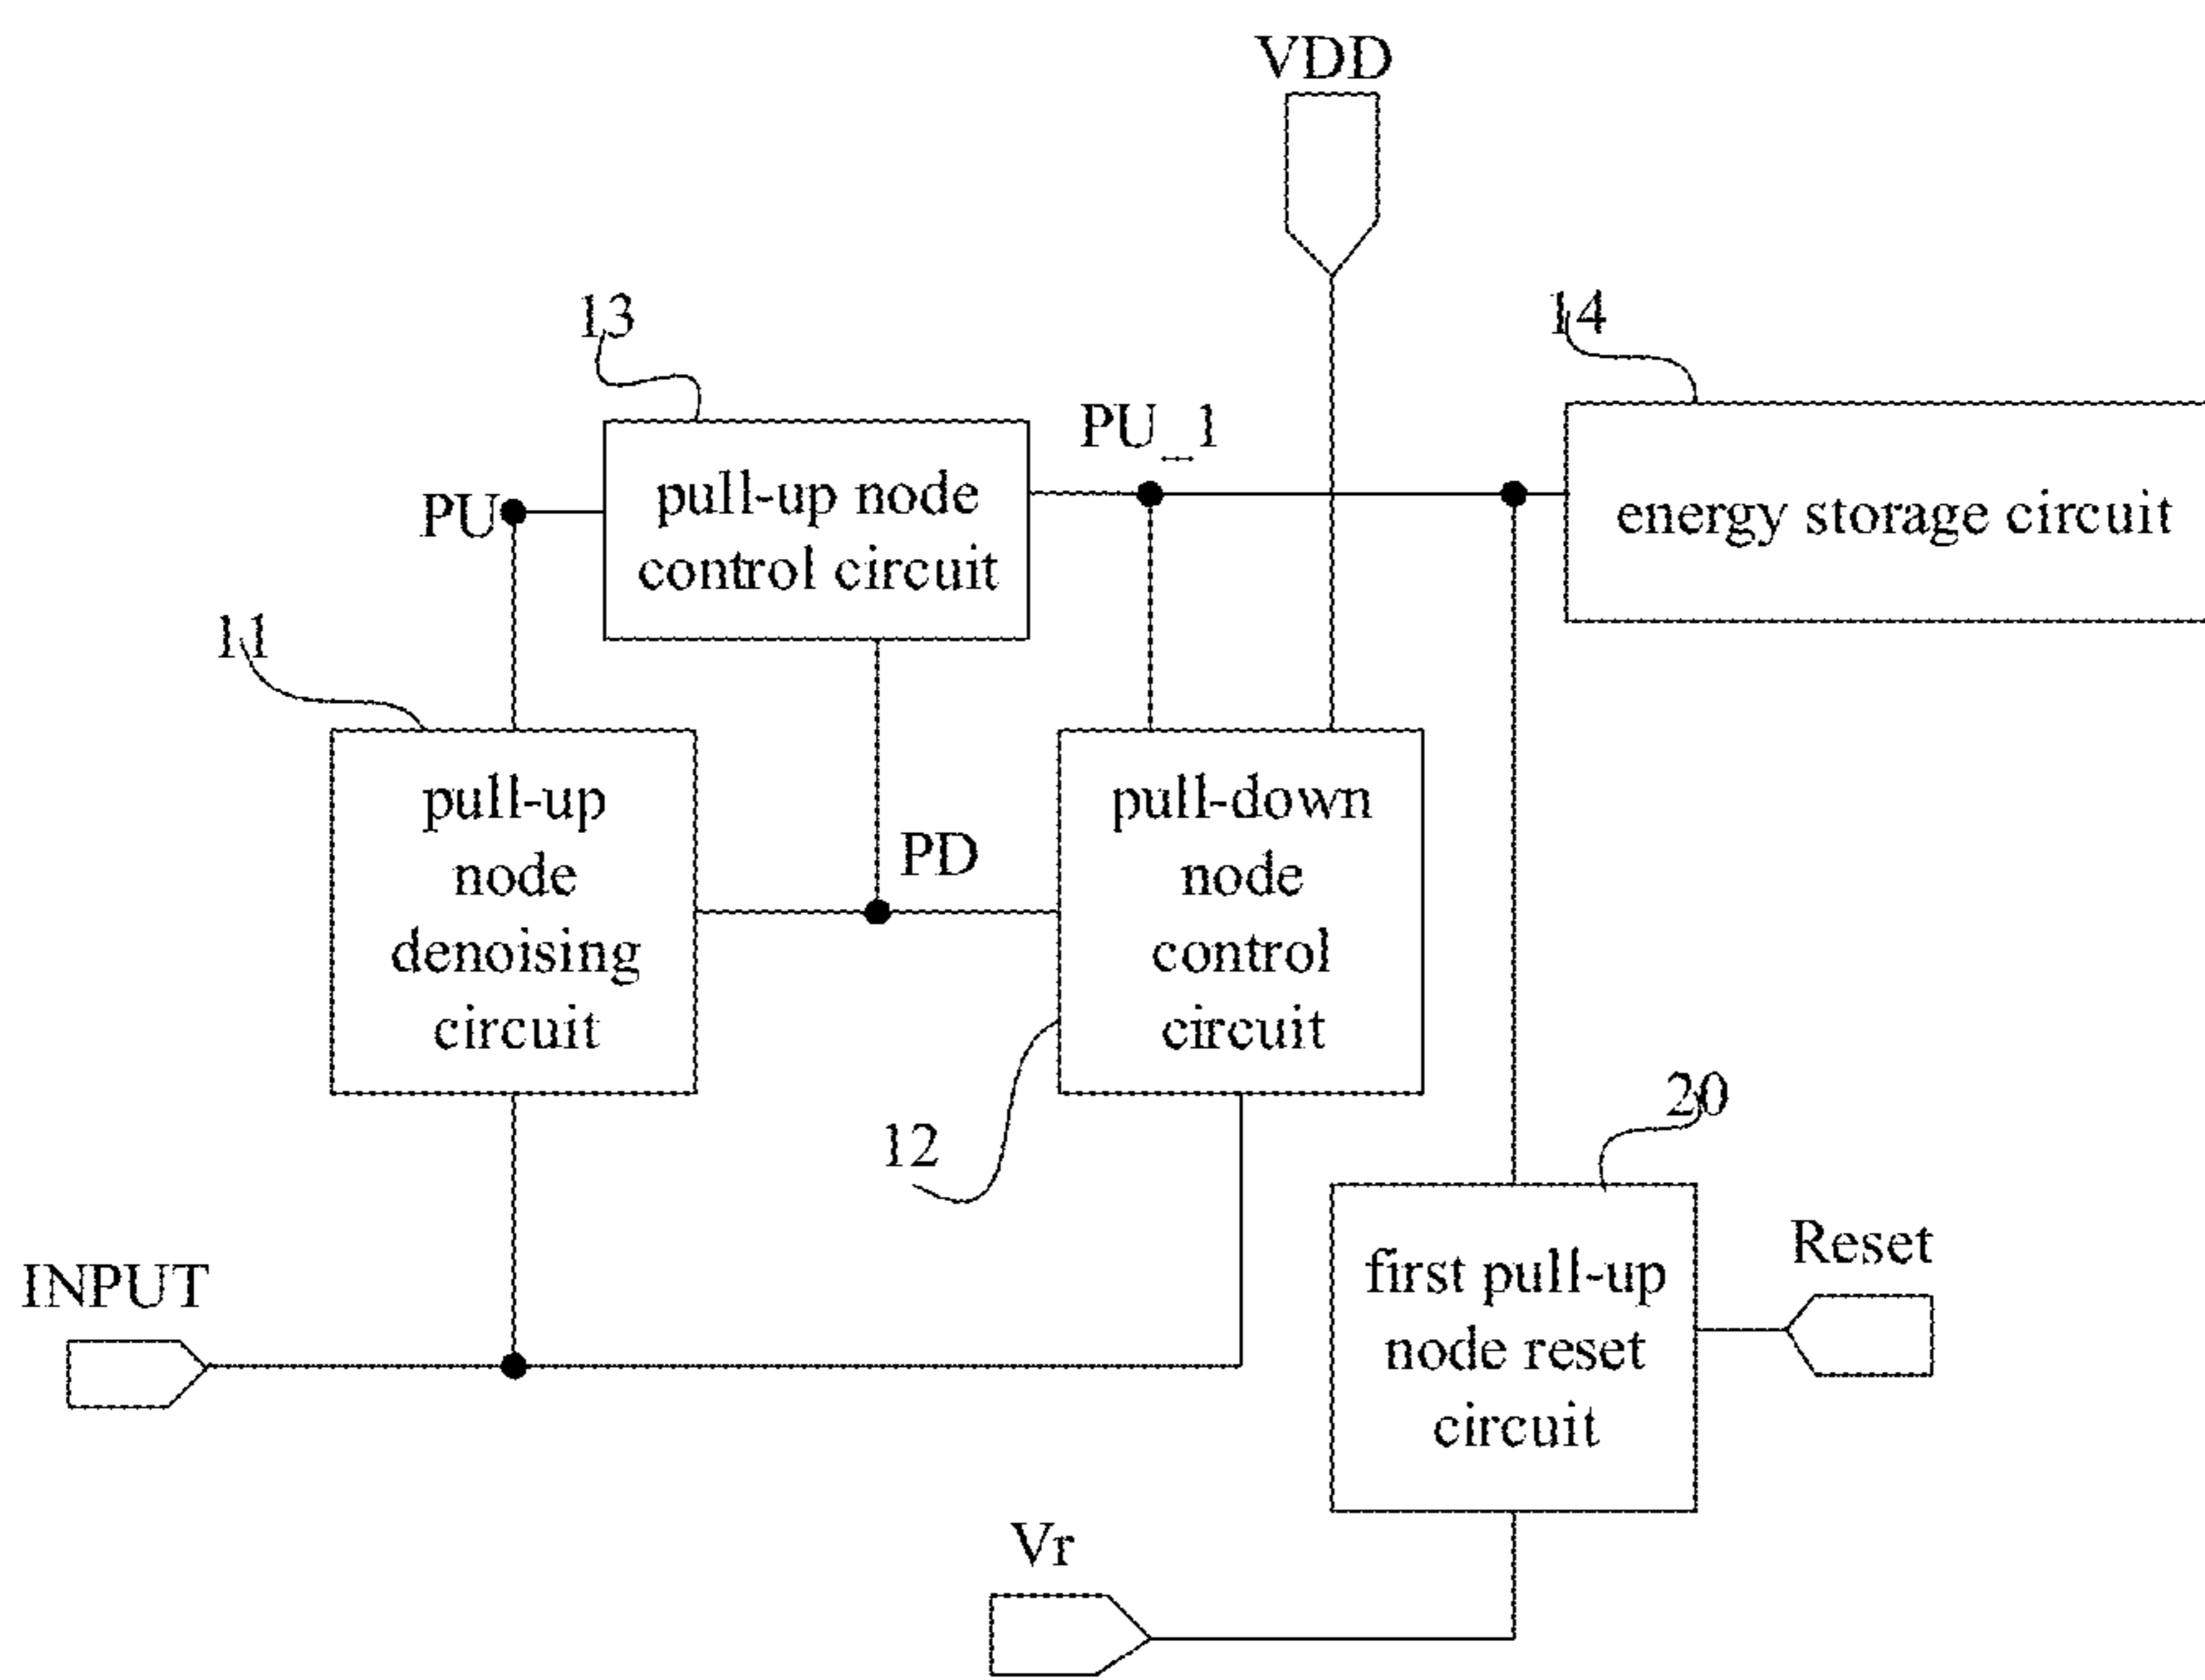 VDD
13
14
PU_1
pull-up node
control circuit
PU
energy storage circuit
11
pull-up
node
denoising
circuit
PD
pull-down
node
control
circuit
12
20
first pull-up
node reset
circuit
Reset
INPUT
Vr